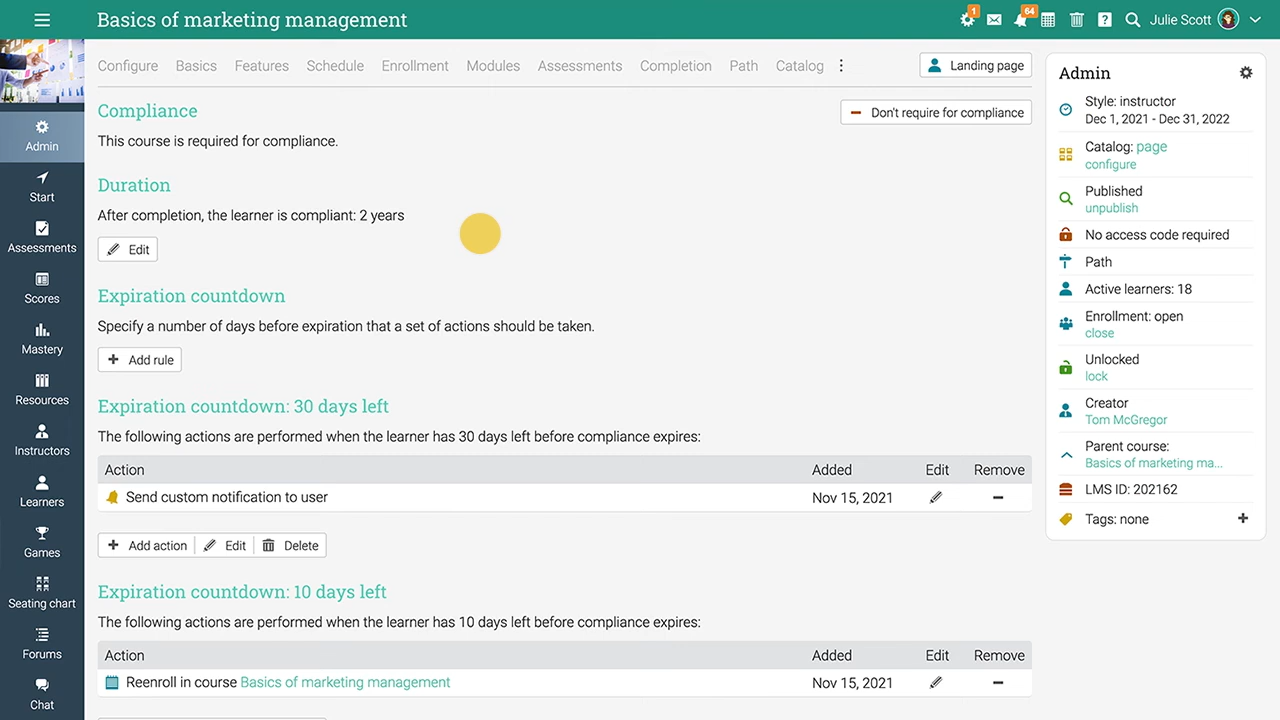 Basics of marketing management
1
64
?
Julie Scott
Configure Basics Features Schedule Enrollment Modules Assessments Completion Path Catalog
Landing page
Admin
Start
Assessments
Scores
Mastery
Resources
Instructors
Learners
Games
Seating chart
Forums
Chat
Compliance
Don't require for compliance
This course is required for compliance.
Duration
After completion, the learner is compliant: 2 years
Edit
Expiration countdown
Specify a number of days before expiration that a set of actions should be taken.
Add rule
Expiration countdown: 30 days left
The following actions are performed when the learner has 30 days left before compliance expires:
Action Added Edit Remove
Send custom notification to user Nov 15, 2021
Add action Edit Delete
Expiration countdown: 10 days left
The following actions are performed when the learner has 10 days left before compliance expires:
Action Added Edit Remove
Reenroll in course Basics of marketing management Nov 15, 2021
Admin
Style: instructor
Dec 1, 2021 - Dec 31, 2022
Catalog: page
configure
Published
unpublish
No access code required
Path
Active learners: 18
Enrollment: open
close
Unlocked
lock
Creator
Tom McGregor
Parent course:
Basics of marketing ma...
LMS ID: 202162
Tags: none